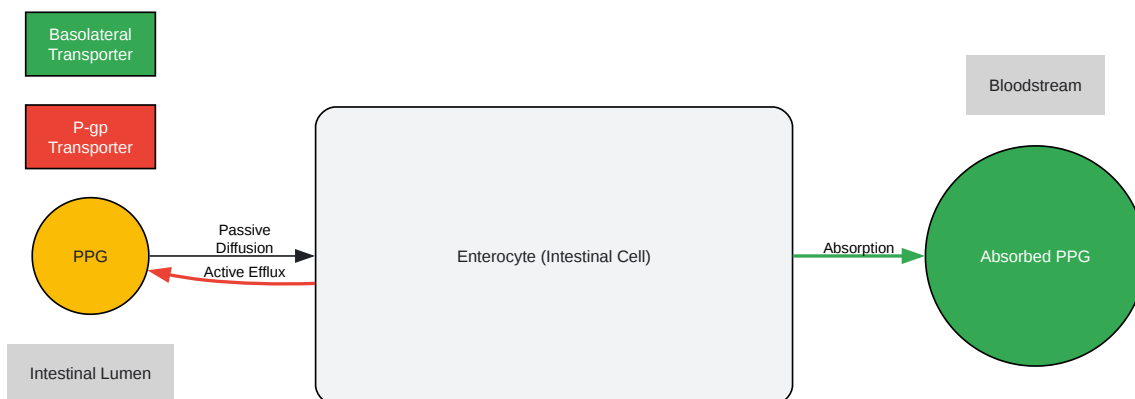 Basolateral
Transporter
P-gp
Transporter
PPG
Intestinal Lumen
Passive
Diffusion
Active Efflux
Enterocyte (Intestinal Cell)
Absorption
Bloodstream
Absorbed PPG